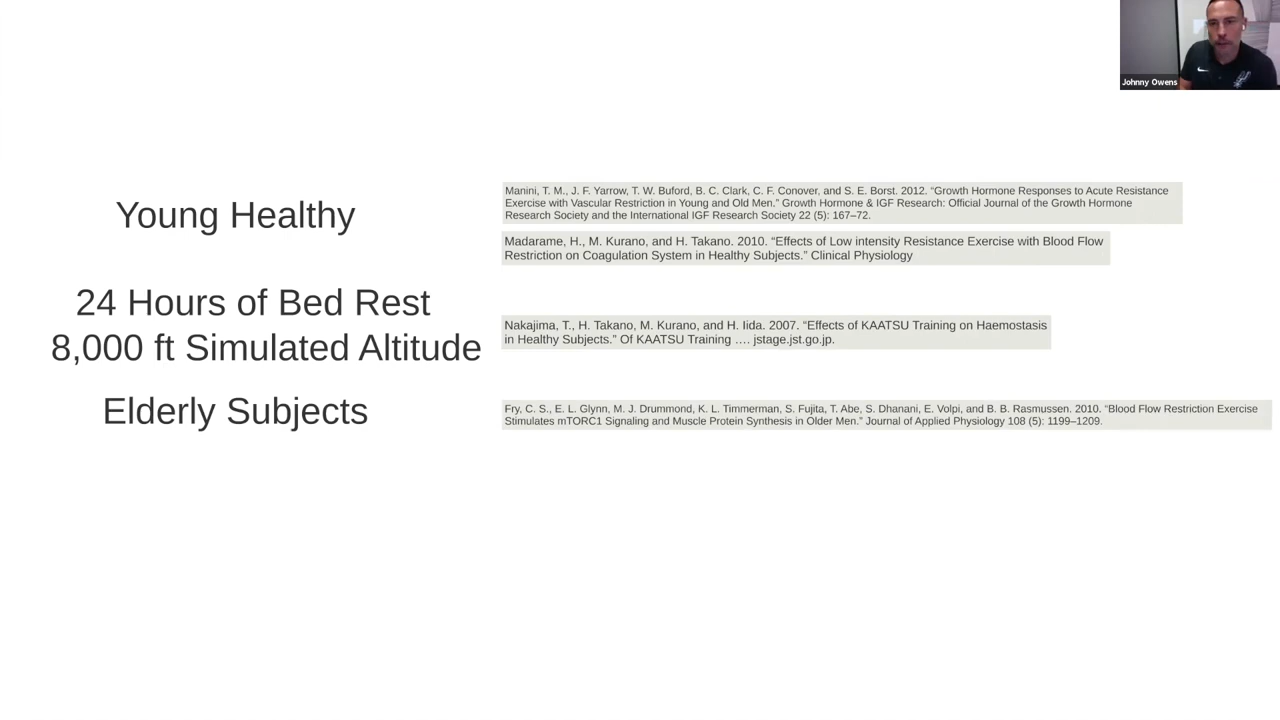 Johnny Owens
Young Healthy
Manini, T. M., J. F. Yarrow, T. W. Buford, B. C. Clark, C. F. Conover, and S. E. Borst. 2012. “Growth Hormone Responses to Acute Resistance
Exercise with Vascular Restriction in Young and Old Men.” Growth Hormone & IGF Research: Official Journal of the Growth Hormone
Research Society and the International IGF Research Society 22 (5): 167–72.
Madarame, H., M. Kurano, and H. Takano. 2010. “Effects of Low intensity Resistance Exercise with Blood Flow
Restriction on Coagulation System in Healthy Subjects.” Clinical Physiology
24 Hours of Bed Rest
8,000 ft Simulated Altitude
Nakajima, T., H. Takano, M. Kurano, and H. Iida. 2007. “Effects of KAATSU Training on Haemostasis
in Healthy Subjects.” Of KAATSU Training …. jstage.jst.go.jp.
Elderly Subjects
Fry, C. S., E. L. Glynn, M. J. Drummond, K. L. Timmerman, S. Fujita, T. Abe, S. Dhanani, E. Volpi, and B. B. Rasmussen. 2010. “Blood Flow Restriction Exercise
Stimulates mTORC1 Signaling and Muscle Protein Synthesis in Older Men.” Journal of Applied Physiology 108 (5): 1199–1209.